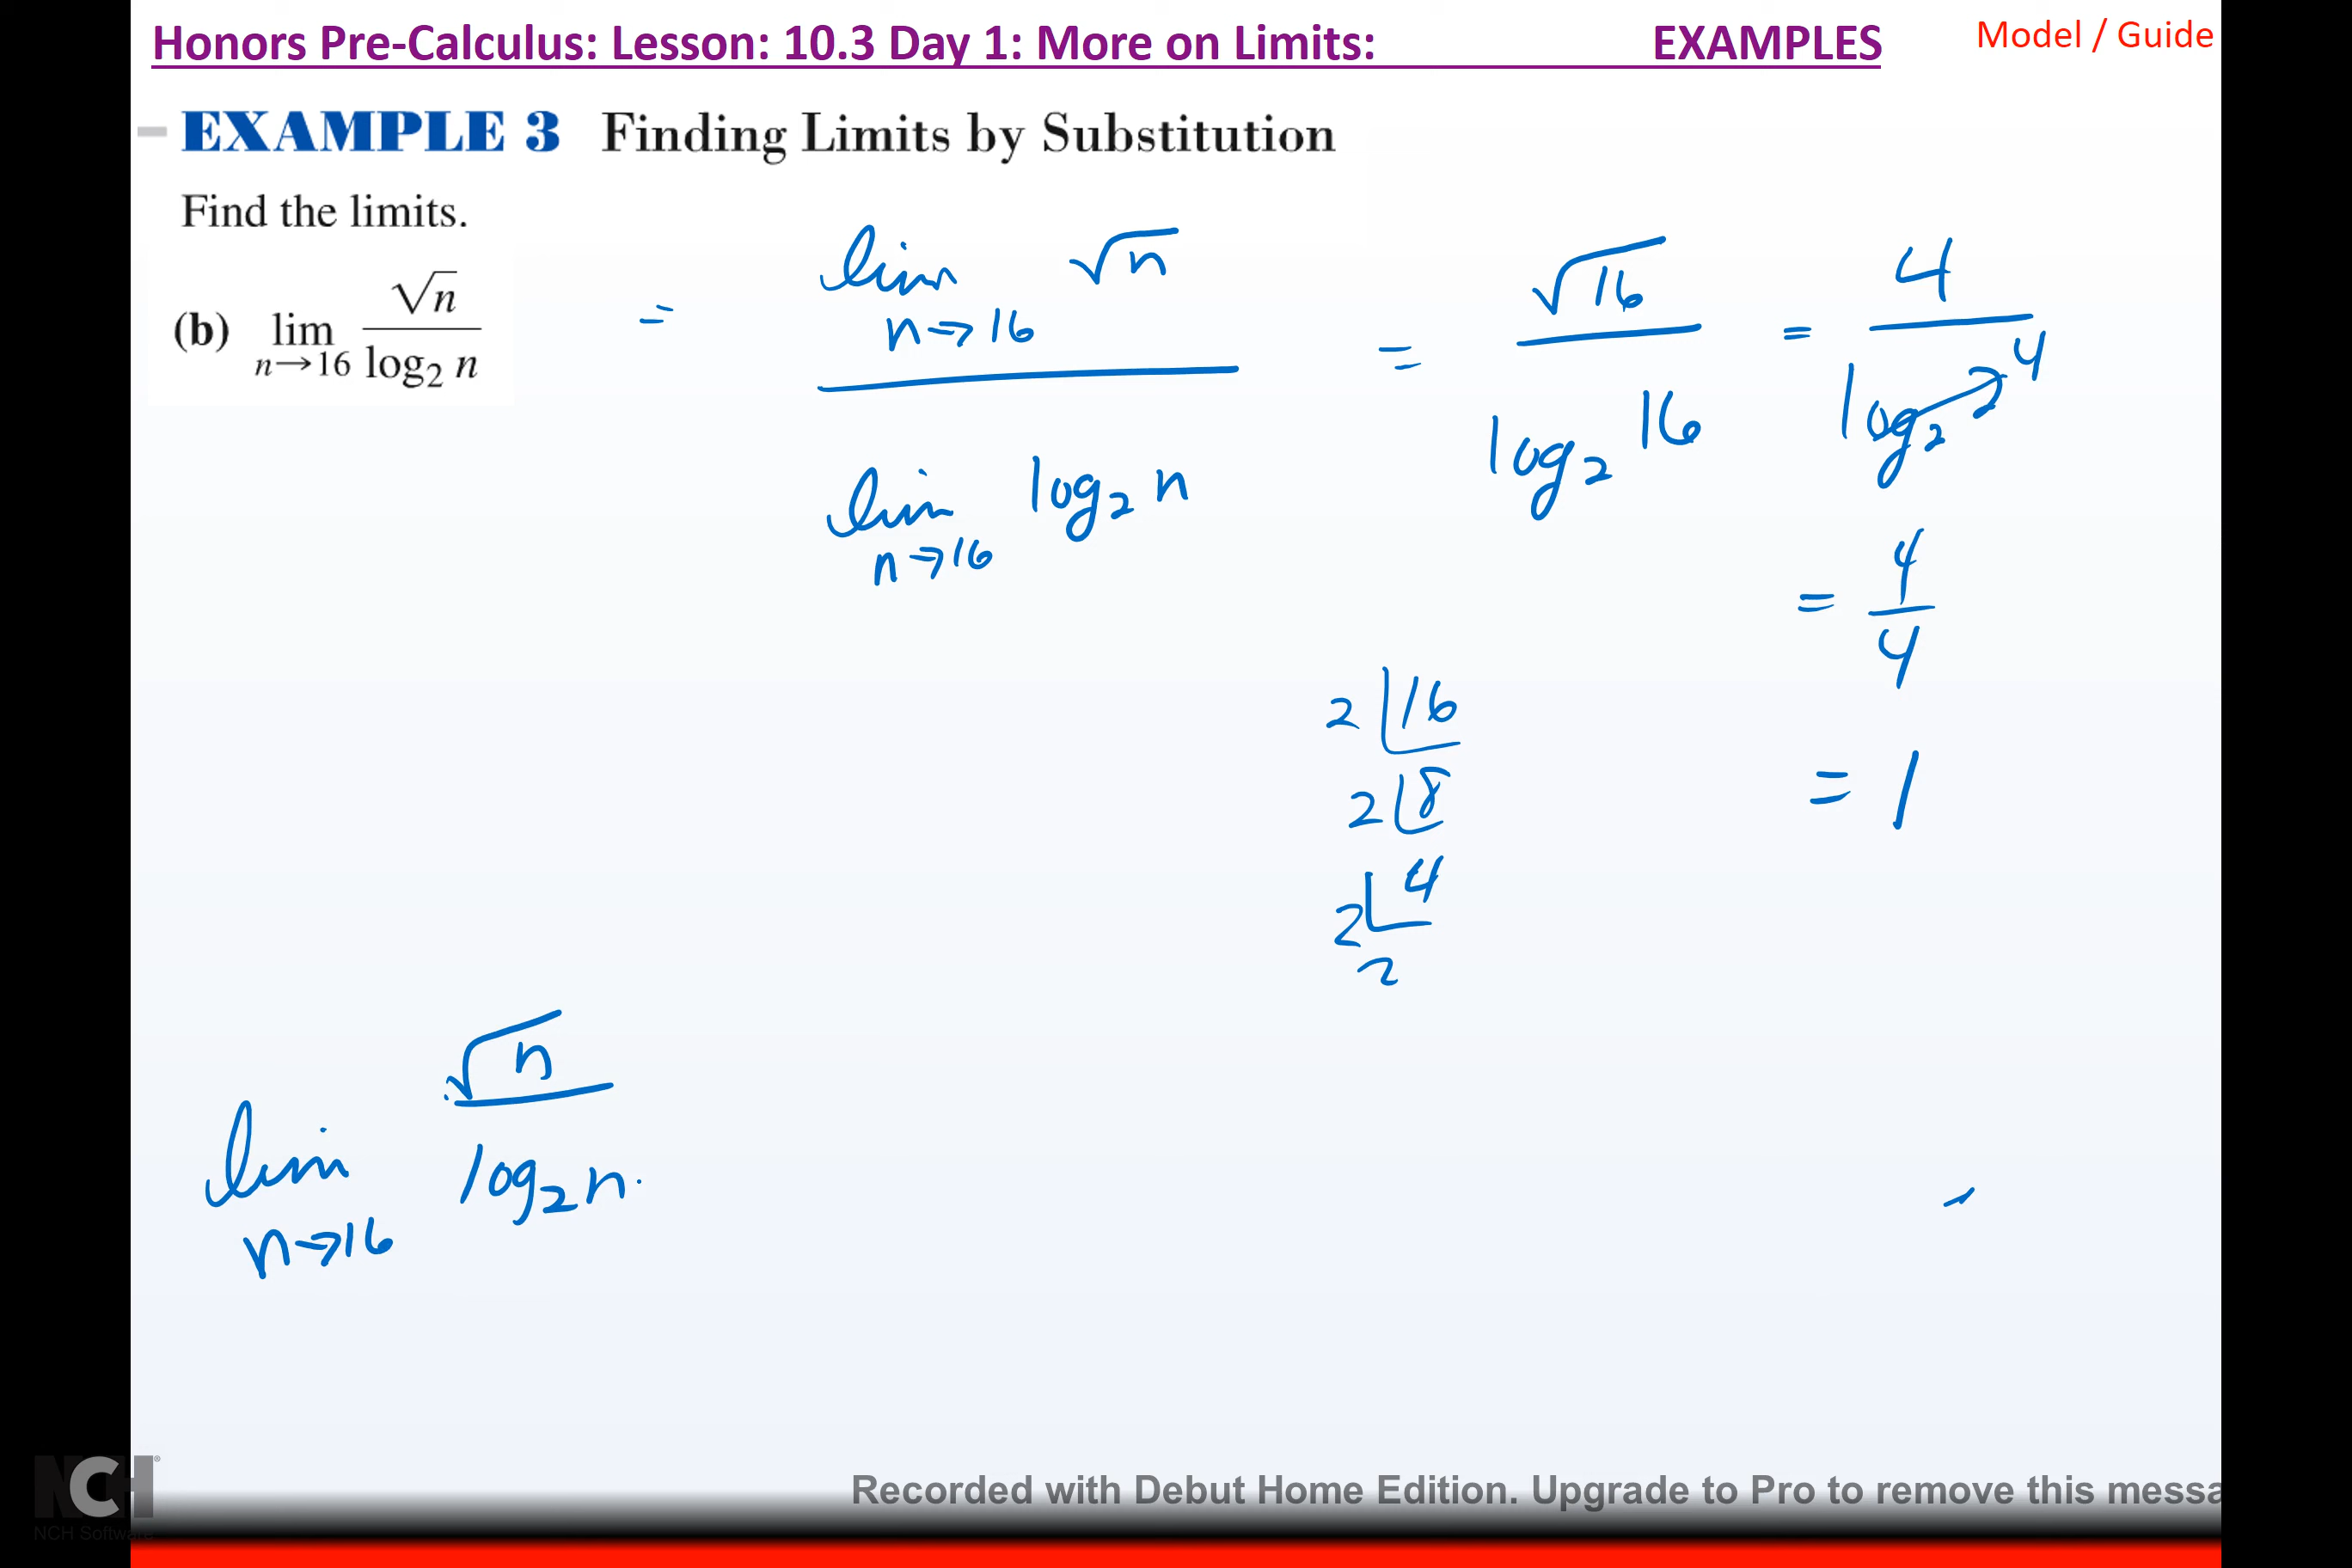 Honors Pre-Calculus: Lesson: 10.3 Day 1: More on Limits: EXAMPLES
Model / Guide
EXAMPLE 3 Finding Limits by Substitution
Find the limits.
(b) lim n→16 √n / log₂ n
= lim n→16 √n / lim n→16 log₂ n = √16 / log₂ 16 = 4 / log₂ 2⁴
= 4/4
= 1
2 16
2 8
2 4
2
lim n→16 √n / log₂ n
NCH®
NCH Software
Recorded with Debut Home Edition. Upgrade to Pro to remove this messa